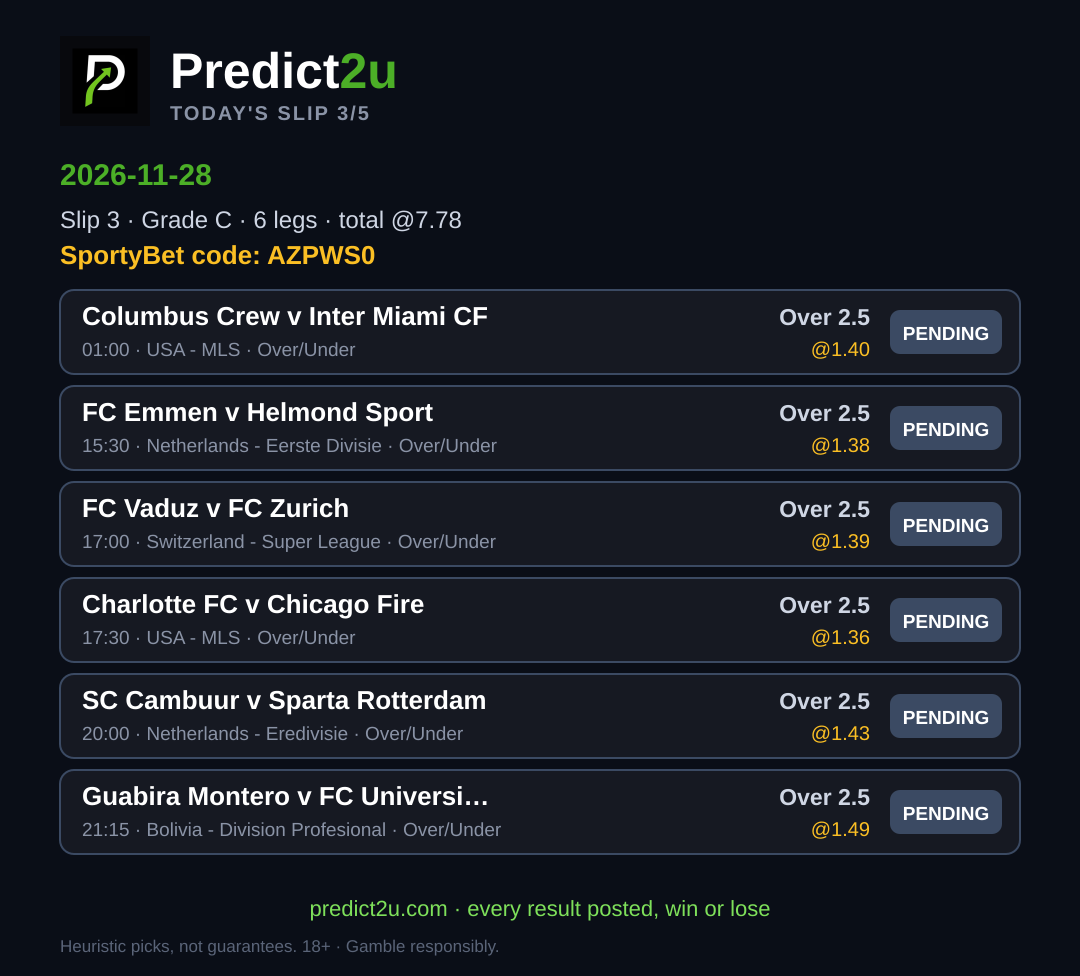 Predict2u
TODAY'S SLIP 3/5
2026-11-28
Slip 3 · Grade C · 6 legs · total @7.78
SportyBet code: AZPWS0
Columbus Crew v Inter Miami CF
Over 2.5
01:00 · USA - MLS · Over/Under
@1.40
PENDING
FC Emmen v Helmond Sport
Over 2.5
15:30 · Netherlands - Eerste Divisie · Over/Under
@1.38
PENDING
FC Vaduz v FC Zurich
Over 2.5
17:00 · Switzerland - Super League · Over/Under
@1.39
PENDING
Charlotte FC v Chicago Fire
Over 2.5
17:30 · USA - MLS · Over/Under
@1.36
PENDING
SC Cambuur v Sparta Rotterdam
Over 2.5
20:00 · Netherlands - Eredivisie · Over/Under
@1.43
PENDING
Guabira Montero v FC Universi…
Over 2.5
21:15 · Bolivia - Division Profesional · Over/Under
@1.49
PENDING
predict2u.com · every result posted, win or lose
Heuristic picks, not guarantees. 18+ · Gamble responsibly.